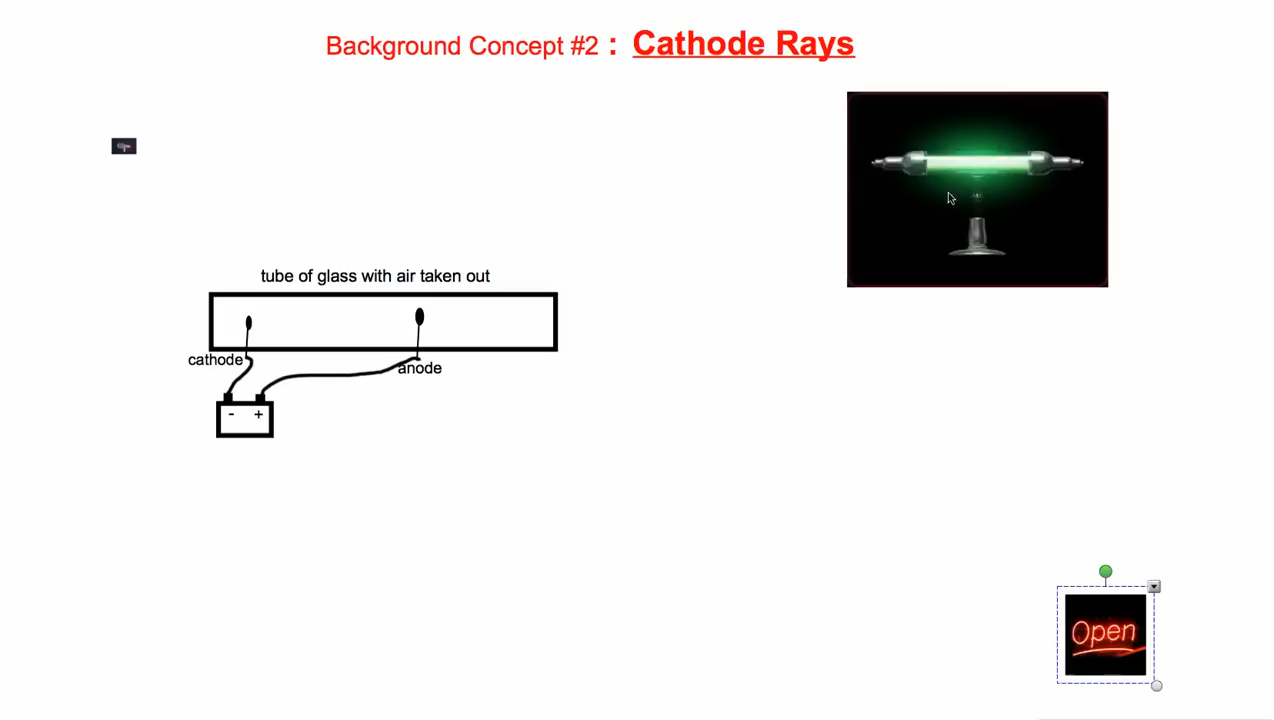 Background Concept #2 : Cathode Rays
tube of glass with air taken out
cathode
anode
- +
Open